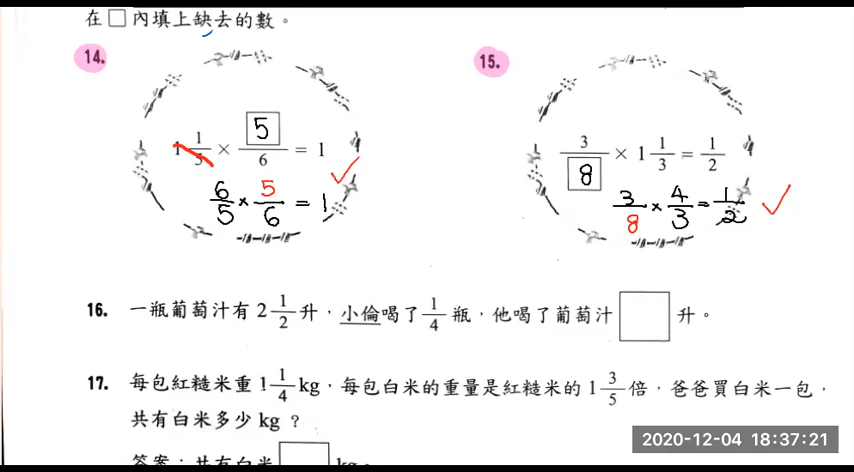 在 □ 內填上缺去的數。
14.
15.
1 1/5 × 5/6 = 1
6/5 × 5/6 = 1
3/8 × 1 1/3 = 1/2
3/8 × 4/3 = 1/2
16. 一瓶葡萄汁有 2 1/2 升，小倫喝了 1/4 瓶，他喝了葡萄汁 □ 升。
17. 每包紅糙米重 1 1/4 kg，每包白米的重量是紅糙米的 1 3/5 倍，爸爸買白米一包，
共有白米多少 kg ?
答案：共有白米 □ kg。
2020-12-04 18:37:21